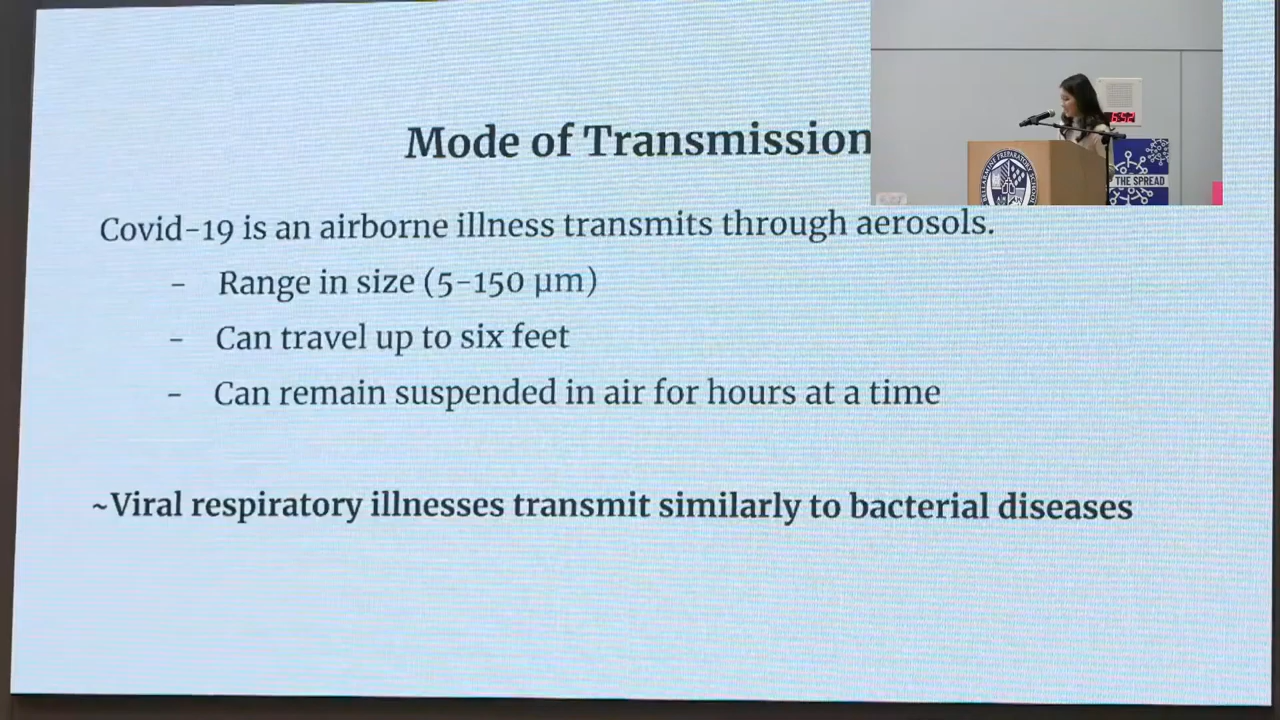 Mode of Transmission
Covid-19 is an airborne illness transmits through aerosols.
- Range in size (5-150 µm)
- Can travel up to six feet
- Can remain suspended in air for hours at a time
~Viral respiratory illnesses transmit similarly to bacterial diseases
6:52
THE SPREAD